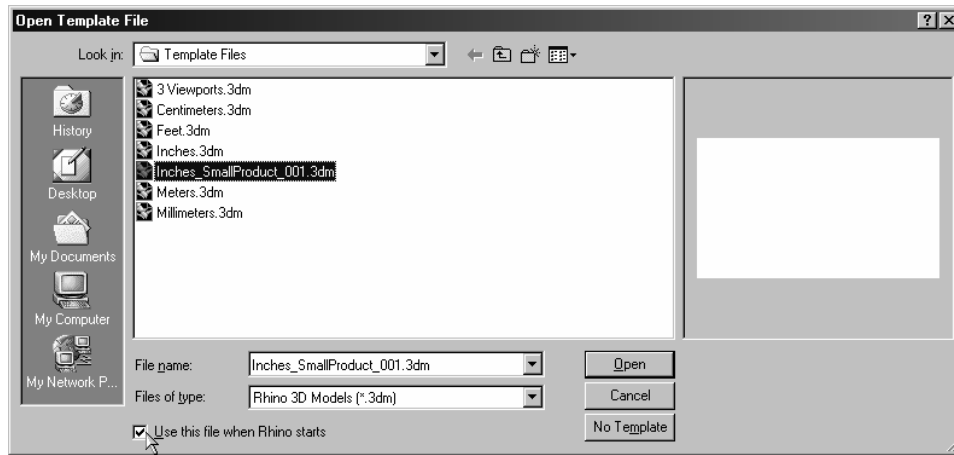 Open Template File
Look in: Template Files
History
Desktop
My Documents
My Computer
My Network P...
3 Viewports.3dm
Centimeters.3dm
Feet.3dm
Inches.3dm
Inches_SmallProduct_001.3dm
Meters.3dm
Millimeters.3dm
File name: Inches_SmallProduct_001.3dm Open
Files of type: Rhino 3D Models (*.3dm) Cancel
Use this file when Rhino starts No Template